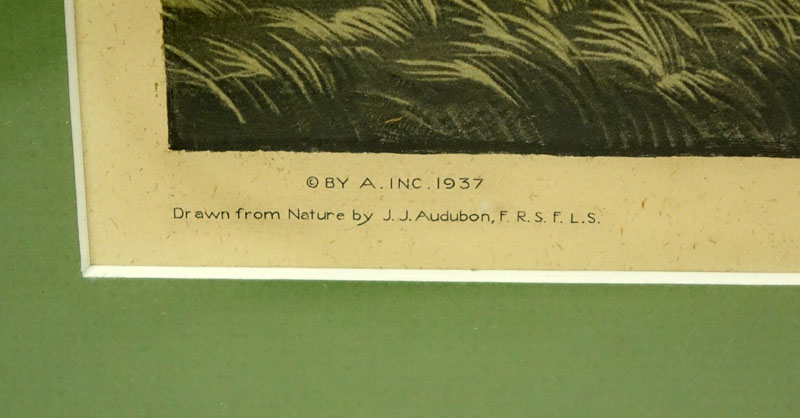 © BY A. INC. 1937
Drawn from Nature by J. J. Audubon, F. R. S. F. L. S.